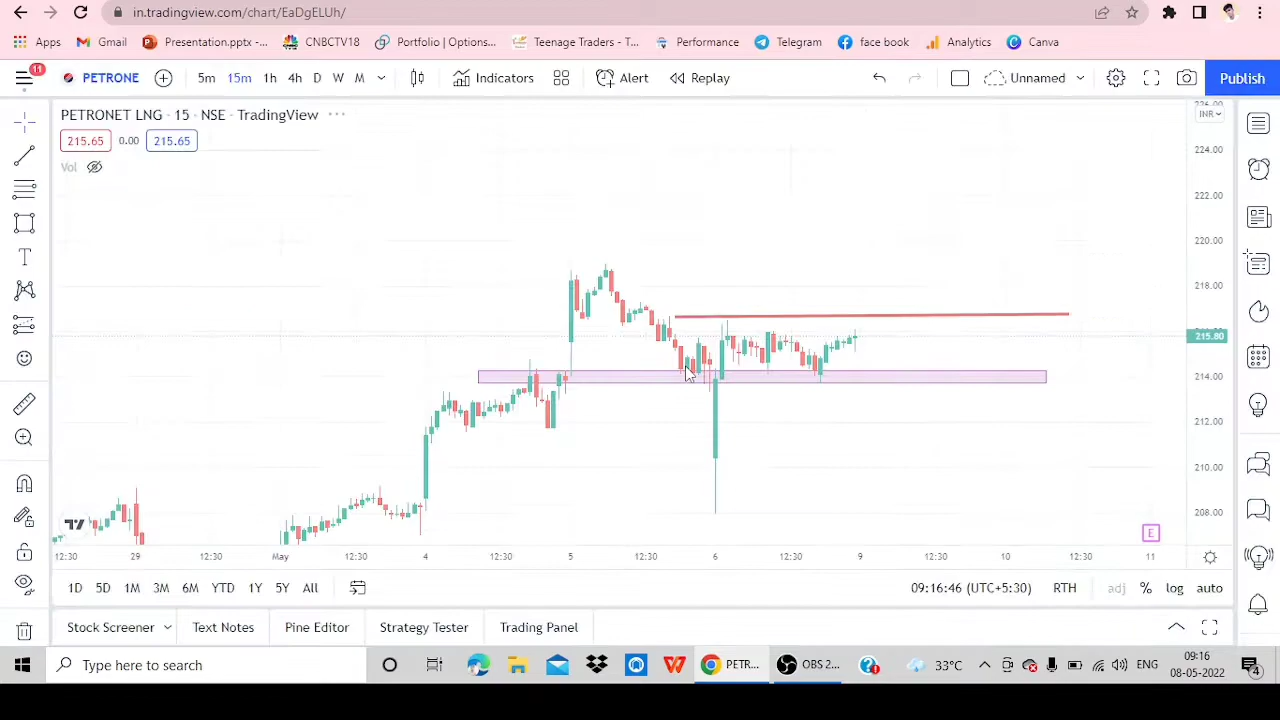 in.tradingview.com/chart/EaDgELUh/
Apps Gmail Presentation.pptx -... CNBCTV18 Portfolio | Options... Teenage Traders - T... Performance Telegram face book Analytics Canva
11
PETRONE 5m 15m 1h 4h D W M Indicators Alert Replay Unnamed Publish
PETRONET LNG · 15 · NSE · TradingView ···
INR
215.65 0.00 215.65
Vol
226.00
224.00
222.00
220.00
218.00
215.80
214.00
212.00
210.00
208.00
E
12:30 29 12:30 May 12:30 4 12:30 5 12:30 6 12:30 9 12:30 10 12:30 11
1D 5D 1M 3M 6M YTD 1Y 5Y All 09:16:46 (UTC+5:30) RTH adj % log auto
Stock Screener Text Notes Pine Editor Strategy Tester Trading Panel
Type here to search PETR... OBS 2... 33°C ENG 09:16
08-05-2022 4